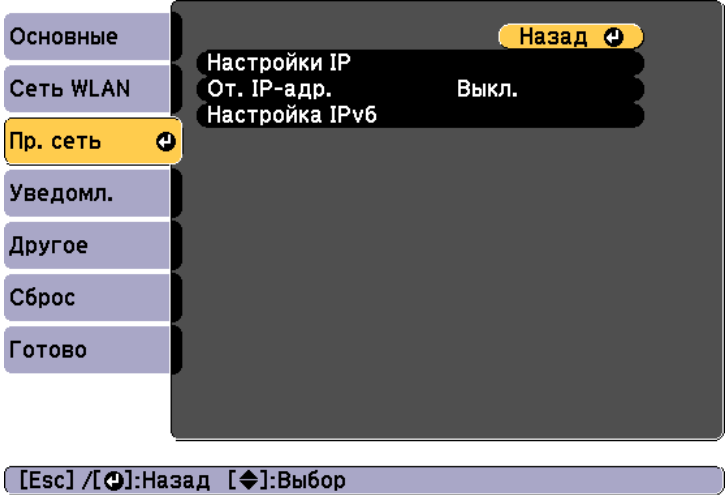 Основные
Сеть WLAN
Пр. сеть
Уведомл.
Другое
Сброс
Готово
Назад
Настройки IP
От. IP-адр. Выкл.
Настройка IPv6
[Esc] /[⏎]:Назад [◆]:Выбор